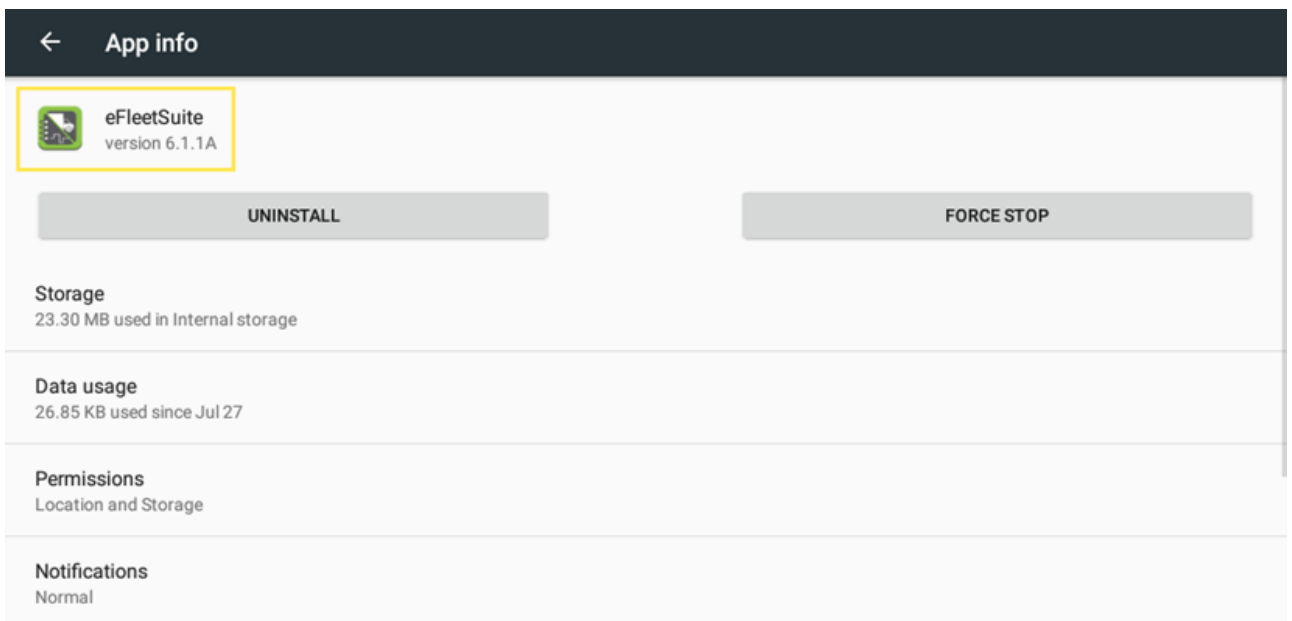 App info
eFleetSuite
version 6.1.1A
UNINSTALL
FORCE STOP
Storage
23.30 MB used in Internal storage
Data usage
26.85 KB used since Jul 27
Permissions
Location and Storage
Notifications
Normal